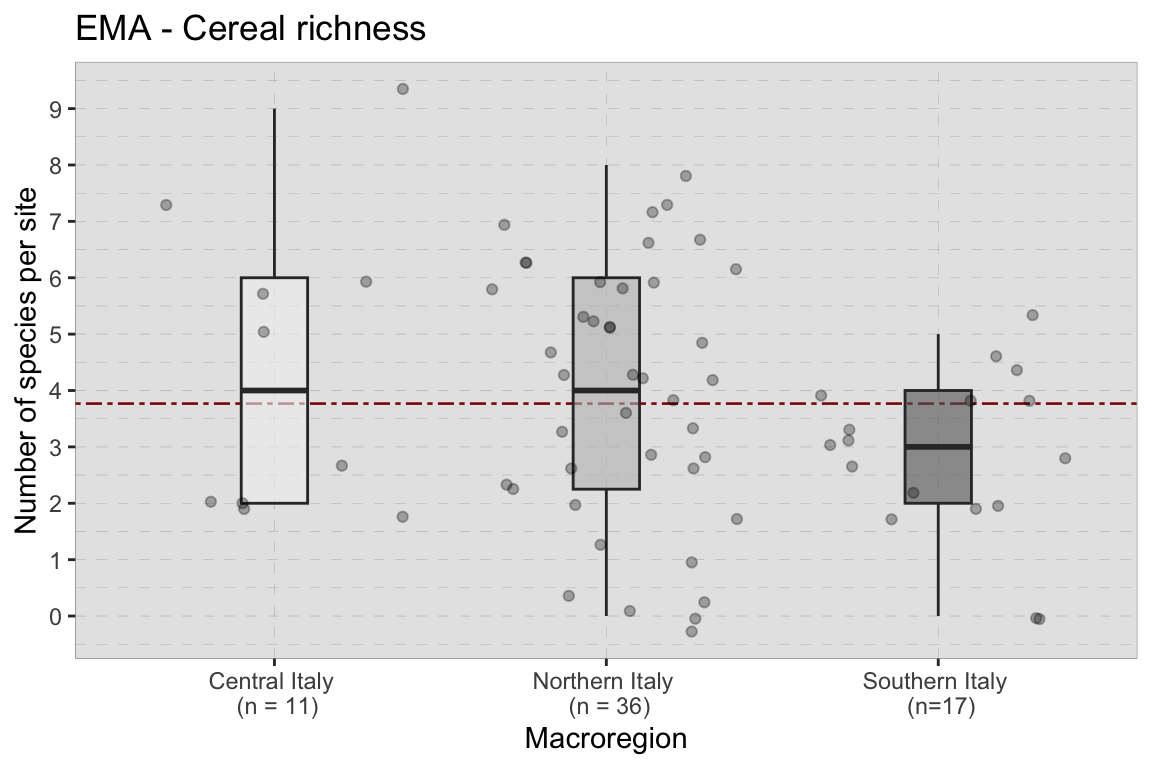 EMA - Cereal richness
Number of species per site
9
8
7
6
5
4
3
2
1
0
Central Italy
(n = 11)
Northern Italy
(n = 36)
Southern Italy
(n=17)
Macroregion